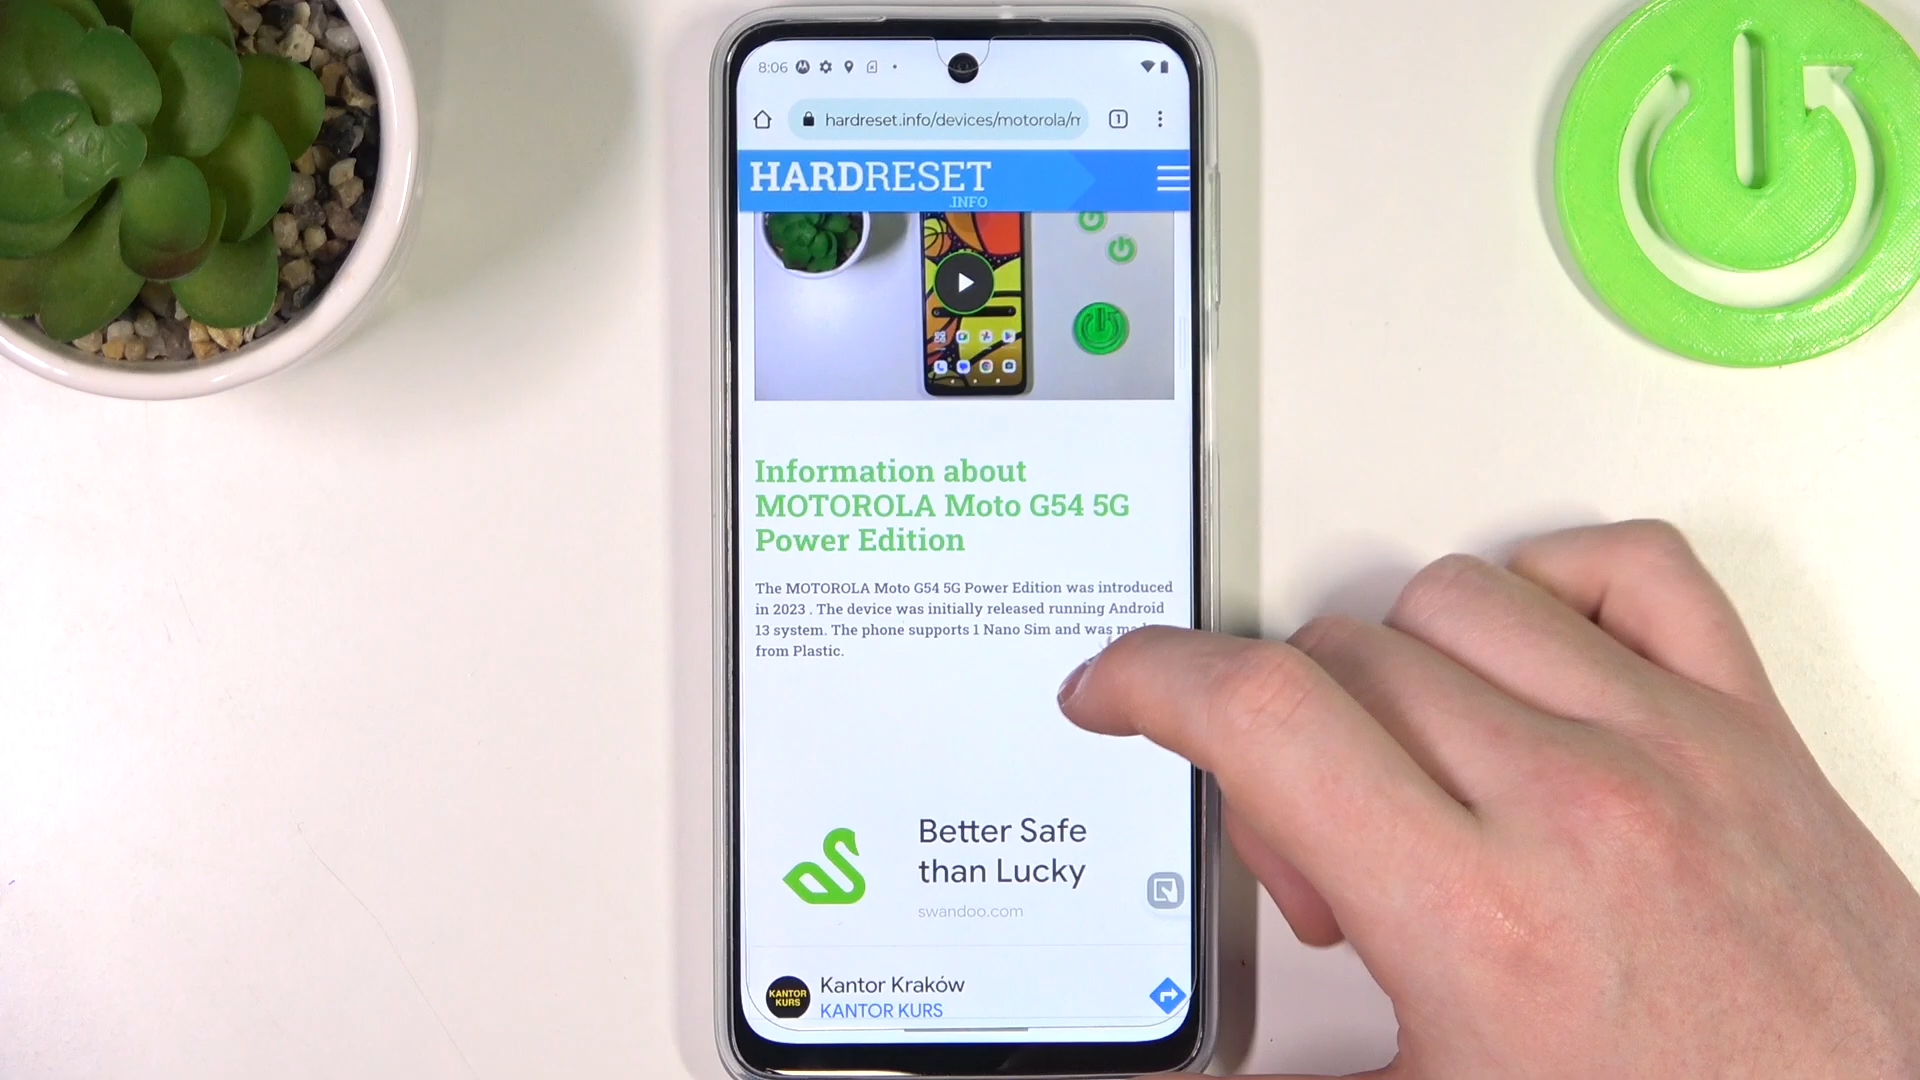 8:06
hardreset.info/devices/motorola/m
1
HARDRESET
.INFO
Information about
MOTOROLA Moto G54 5G
Power Edition
The MOTOROLA Moto G54 5G Power Edition was introduced
in 2023 . The device was initially released running Android
13 system. The phone supports 1 Nano Sim and was
from Plastic.
Better Safe
than Lucky
swandoo.com
KANTOR
KURS
Kantor Kraków
KANTOR KURS